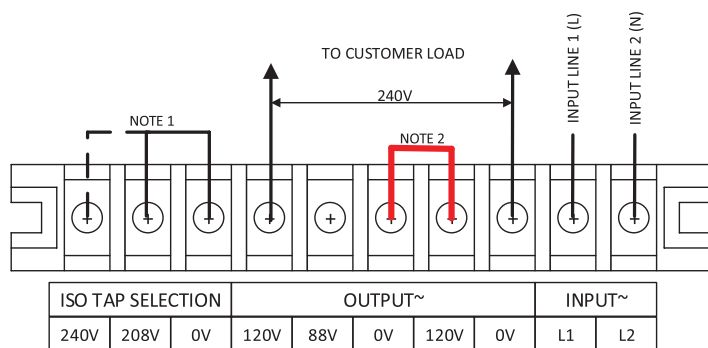 TO CUSTOMER LOAD
240V
NOTE 1
NOTE 2
INPUT LINE 1 (L)
INPUT LINE 2 (N)
ISO TAP SELECTION OUTPUT~ INPUT~
240V 208V 0V 120V 88V 0V 120V 0V L1 L2